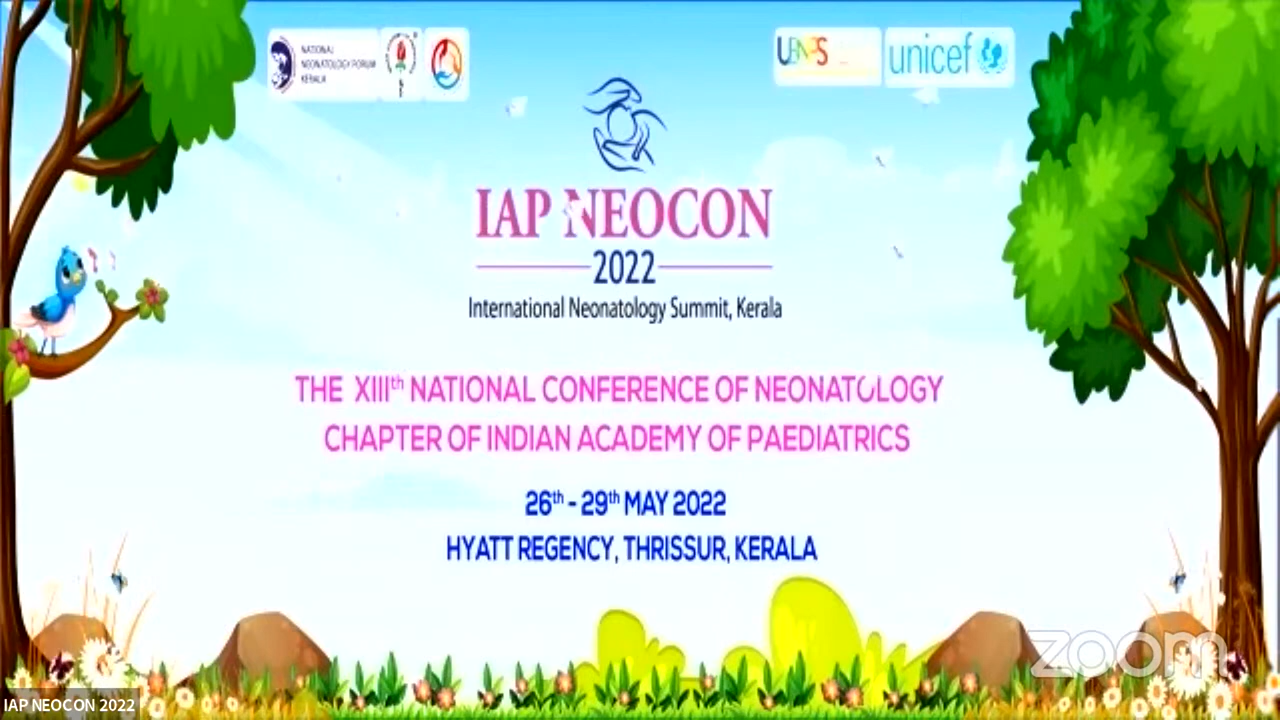 NATIONAL
NEONATOLOGY FORUM
KERALA
unicef
IAP NEOCON
2022
International Neonatology Summit, Kerala
THE XIIIth NATIONAL CONFERENCE OF NEONATOLOGY
CHAPTER OF INDIAN ACADEMY OF PAEDIATRICS
26th - 29th MAY 2022
HYATT REGENCY, THRISSUR, KERALA
zoom
IAP NEOCON 2022